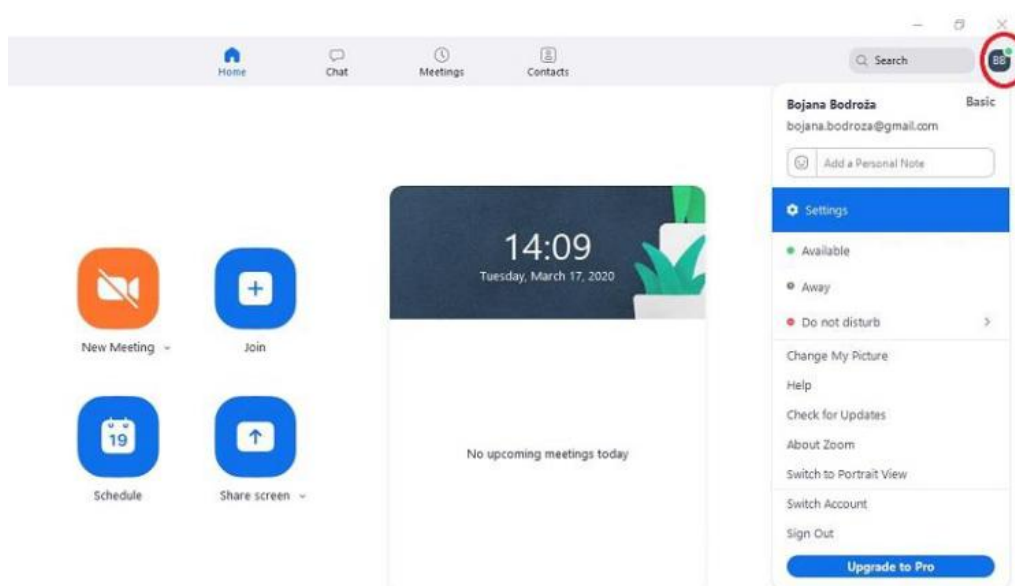 Home
Chat
Meetings
Contacts
Search
BB
Bojana Bodroža
Basic
bojana.bodroza@gmail.com
Add a Personal Note
Settings
Available
Away
Do not disturb
Change My Picture
Help
Check for Updates
About Zoom
Switch to Portrait View
Switch Account
Sign Out
Upgrade to Pro
14:09
Tuesday, March 17, 2020
No upcoming meetings today
New Meeting
Join
19
Schedule
Share screen